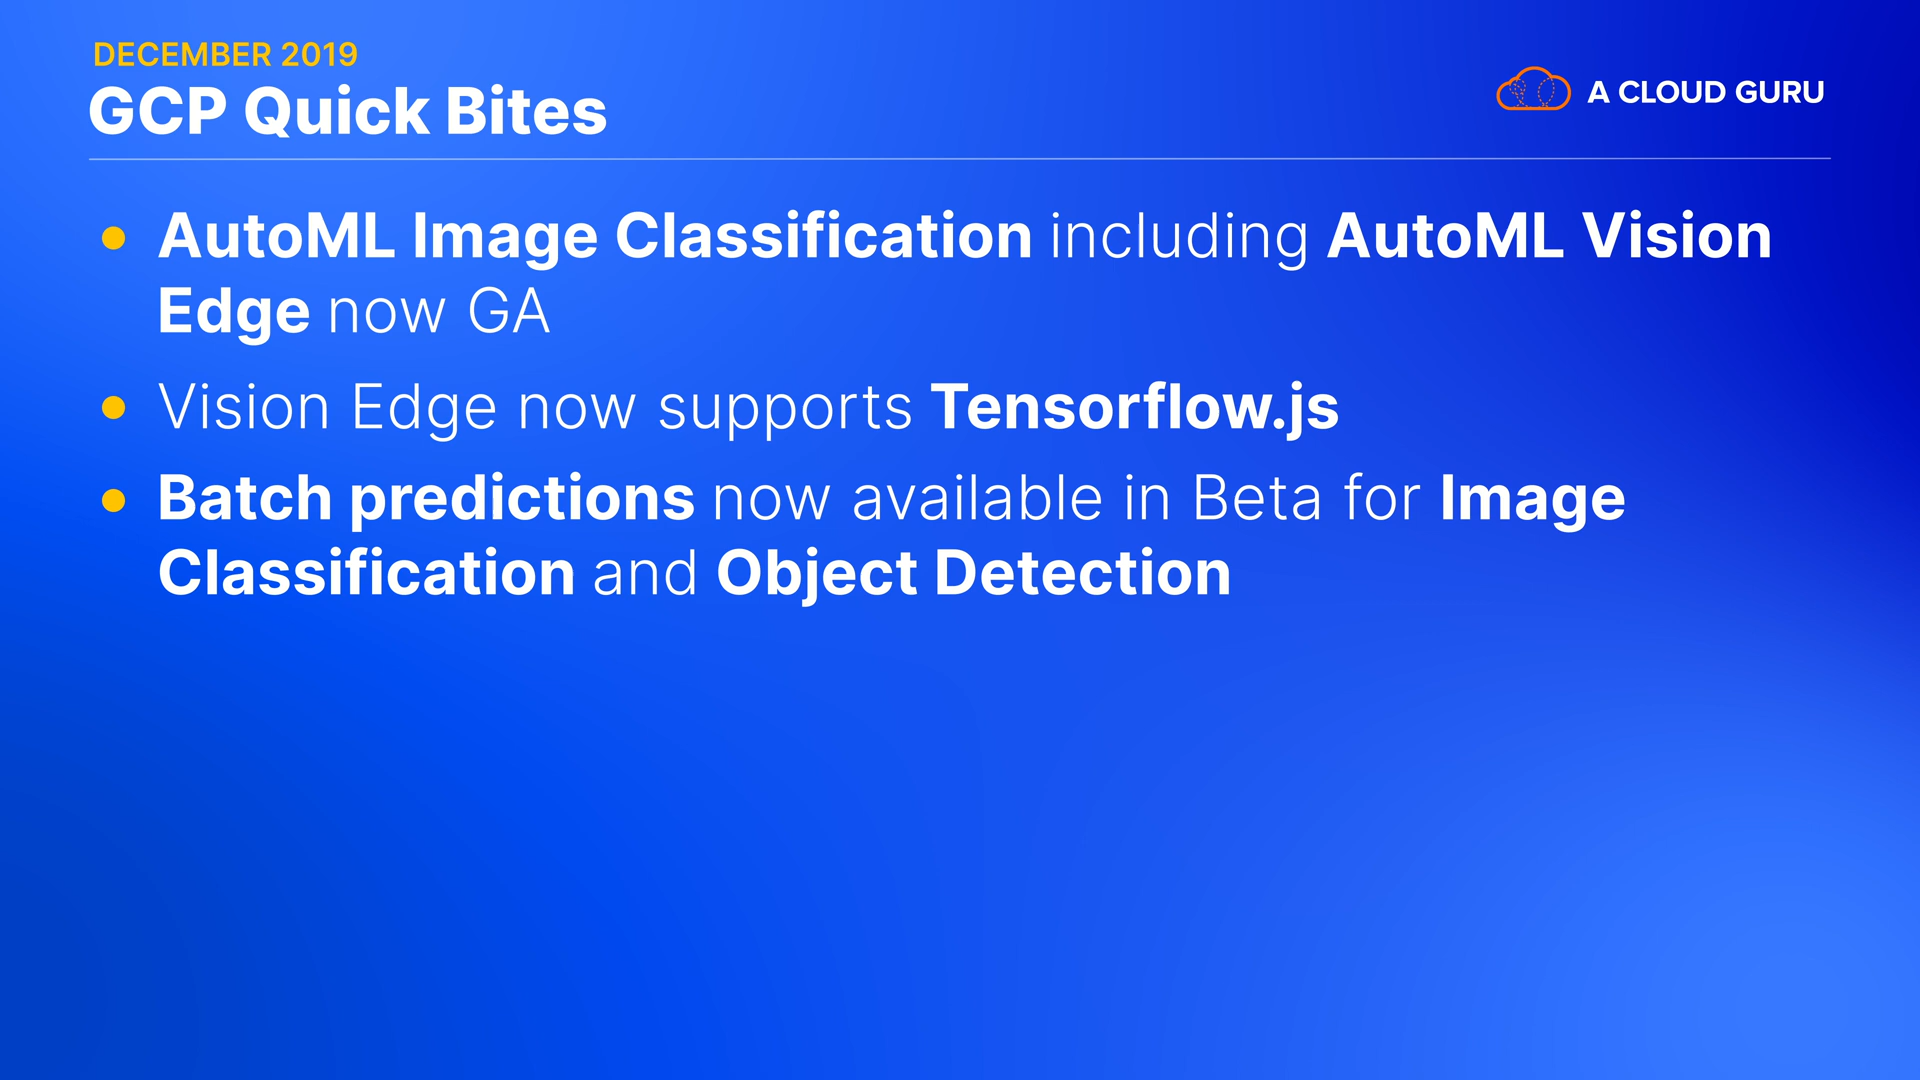 DECEMBER 2019
GCP Quick Bites
A CLOUD GURU
AutoML Image Classification including AutoML Vision
Edge now GA
Vision Edge now supports Tensorflow.js
Batch predictions now available in Beta for Image
Classification and Object Detection